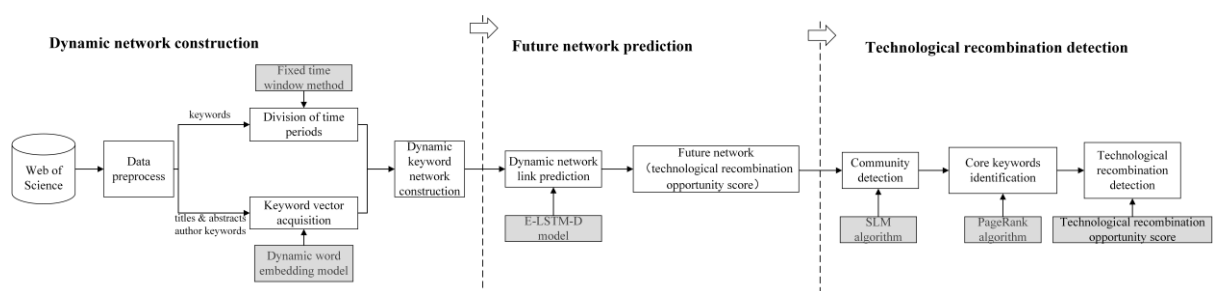 Dynamic network construction
Future network prediction
Technological recombination detection
Fixed time
window method
keywords
Division of time
periods
Web of
Science
Data
preprocess
Dynamic
keyword
network
construction
titles & abstracts
author keywords
Keyword vector
acquisition
Dynamic word
embedding model
Dynamic network
link prediction
E-LSTM-D
model
Future network
（technological recombination
opportunity score）
Community
detection
SLM
algorithm
Core keywords
identification
PageRank
algorithm
Technological
recombination
detection
Technological recombination
opportunity score